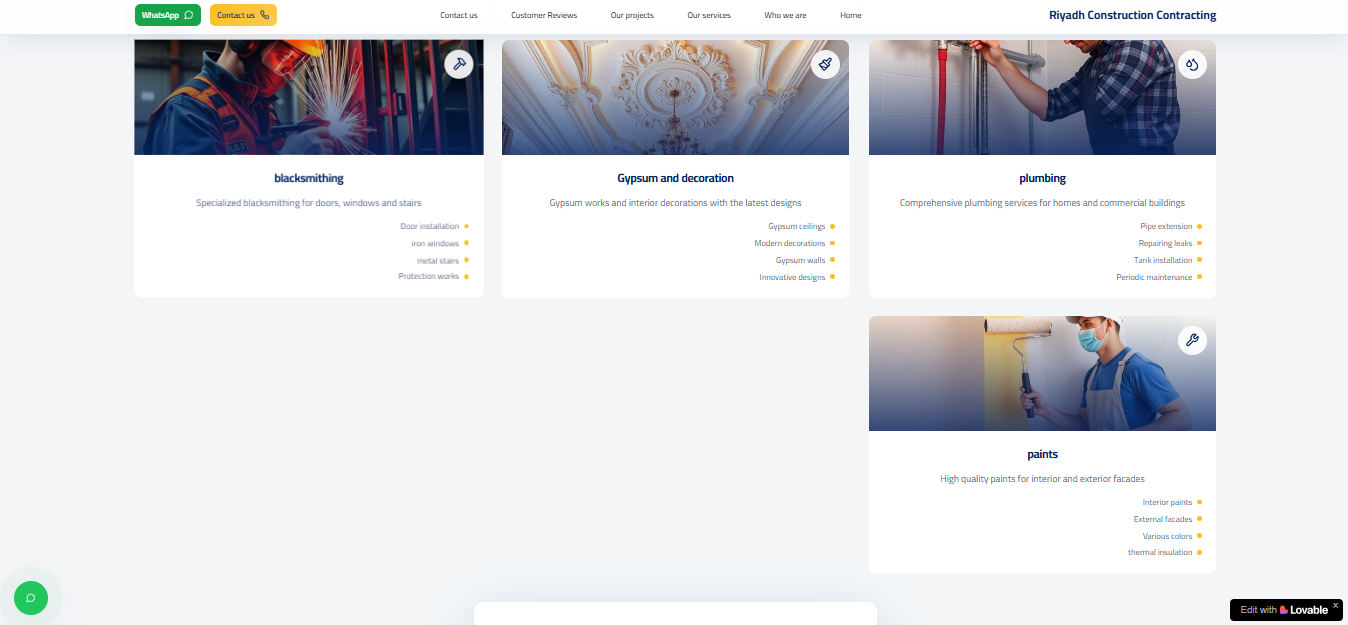 WhatsApp
Contact us
Contact us
Customer Reviews
Our projects
Our services
Who we are
Home
Riyadh Construction Contracting
blacksmithing
Specialized blacksmithing for doors, windows and stairs
Door installation
iron windows
metal stairs
Protection works
Gypsum and decoration
Gypsum works and interior decorations with the latest designs
Gypsum ceilings
Modern decorations
Gypsum walls
Innovative designs
plumbing
Comprehensive plumbing services for homes and commercial buildings
Pipe extension
Repairing leaks
Tank installation
Periodic maintenance
paints
High quality paints for interior and exterior facades
Interior paints
External facades
Various colors
thermal insulation
Edit with Lovable